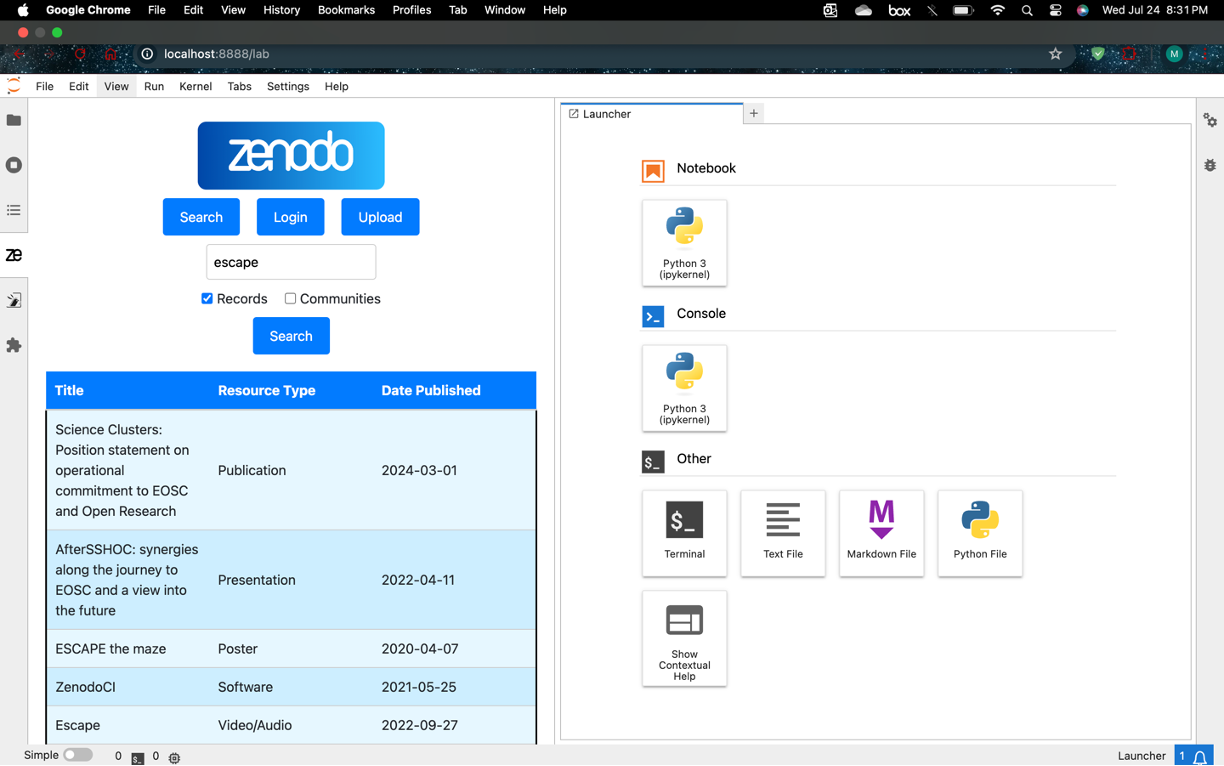 Google Chrome File Edit View History Bookmarks Profiles Tab Window Help box Wed Jul 24 8:31 PM
localhost:8888/lab M
File Edit View Run Kernel Tabs Settings Help
Launcher
zenodo
Search Login Upload
ze
escape
Records Communities
Search
Title Resource Type Date Published
Science Clusters:
Position statement on
operational
commitment to EOSC
and Open Research
Publication
2024-03-01
AfterSSHOC: synergies
along the journey to
EOSC and a view into
the future
Presentation
2022-04-11
ESCAPE the maze Poster 2020-04-07
ZenodoCI Software 2021-05-25
Escape Video/Audio 2022-09-27
Notebook
Python 3
(ipykernel)
>_ Console
Python 3
(ipykernel)
$_ Other
$_
Terminal
Text File
M
Markdown File
Python File
Show
Contextual
Help
Simple 0 $_ 0 Launcher 1